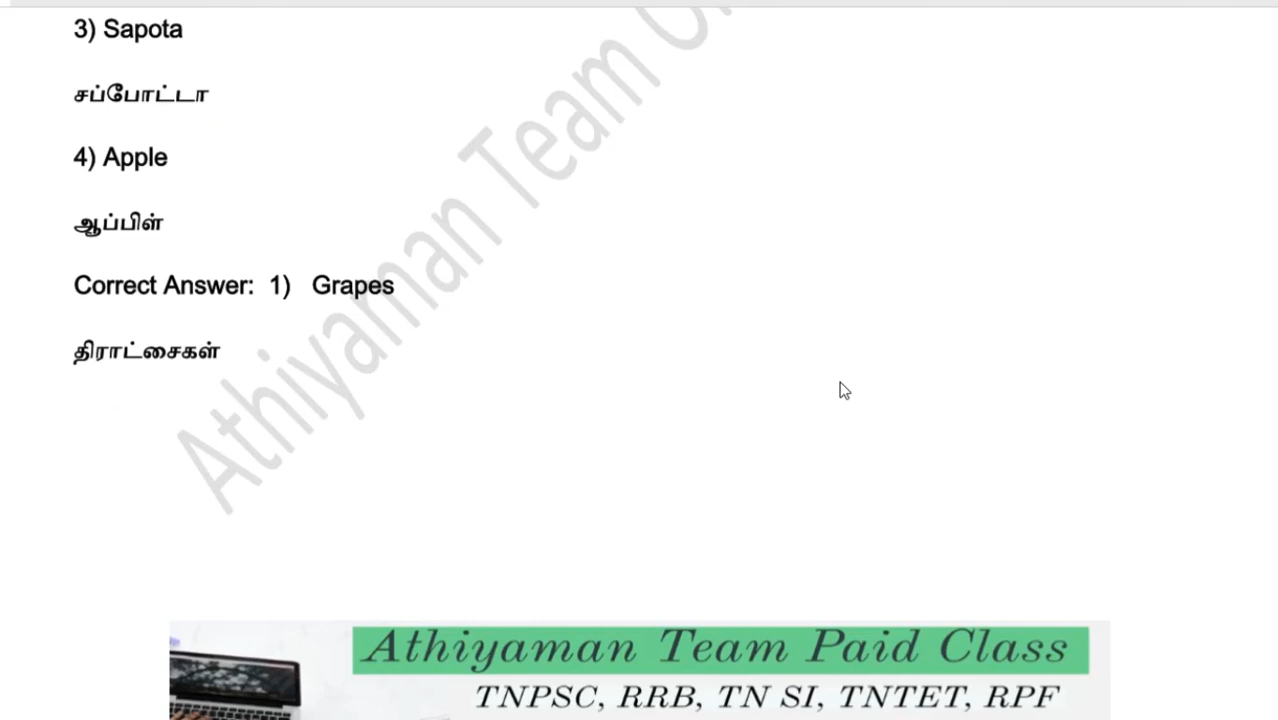 3) Sapota
சப்போட்டா
4) Apple
ஆப்பிள்
Correct Answer: 1) Grapes
திராட்சைகள்
Athiyaman Team
Athiyaman Team Paid Class
TNPSC, RRB, TN SI, TNTET, RPF